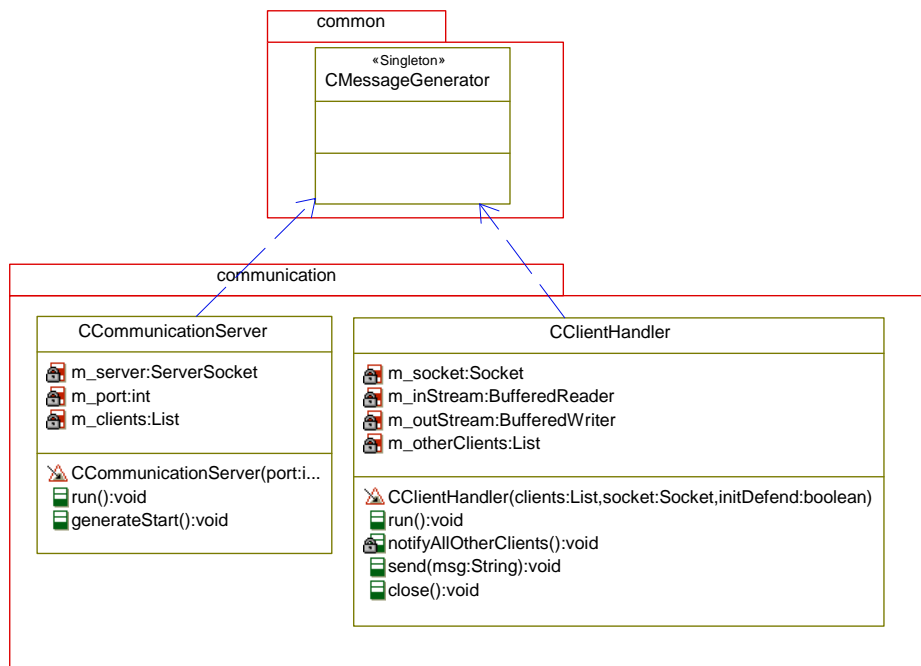 common
«Singleton»
CMessageGenerator
communication
CCommunicationServer
m_server:ServerSocket
m_port:int
m_clients:List
CCommunicationServer(port:i...
run():void
generateStart():void
CClientHandler
m_socket:Socket
m_inStream:BufferedReader
m_outStream:BufferedWriter
m_otherClients:List
CClientHandler(clients:List,socket:Socket,initDefend:boolean)
run():void
notifyAllOtherClients():void
send(msg:String):void
close():void